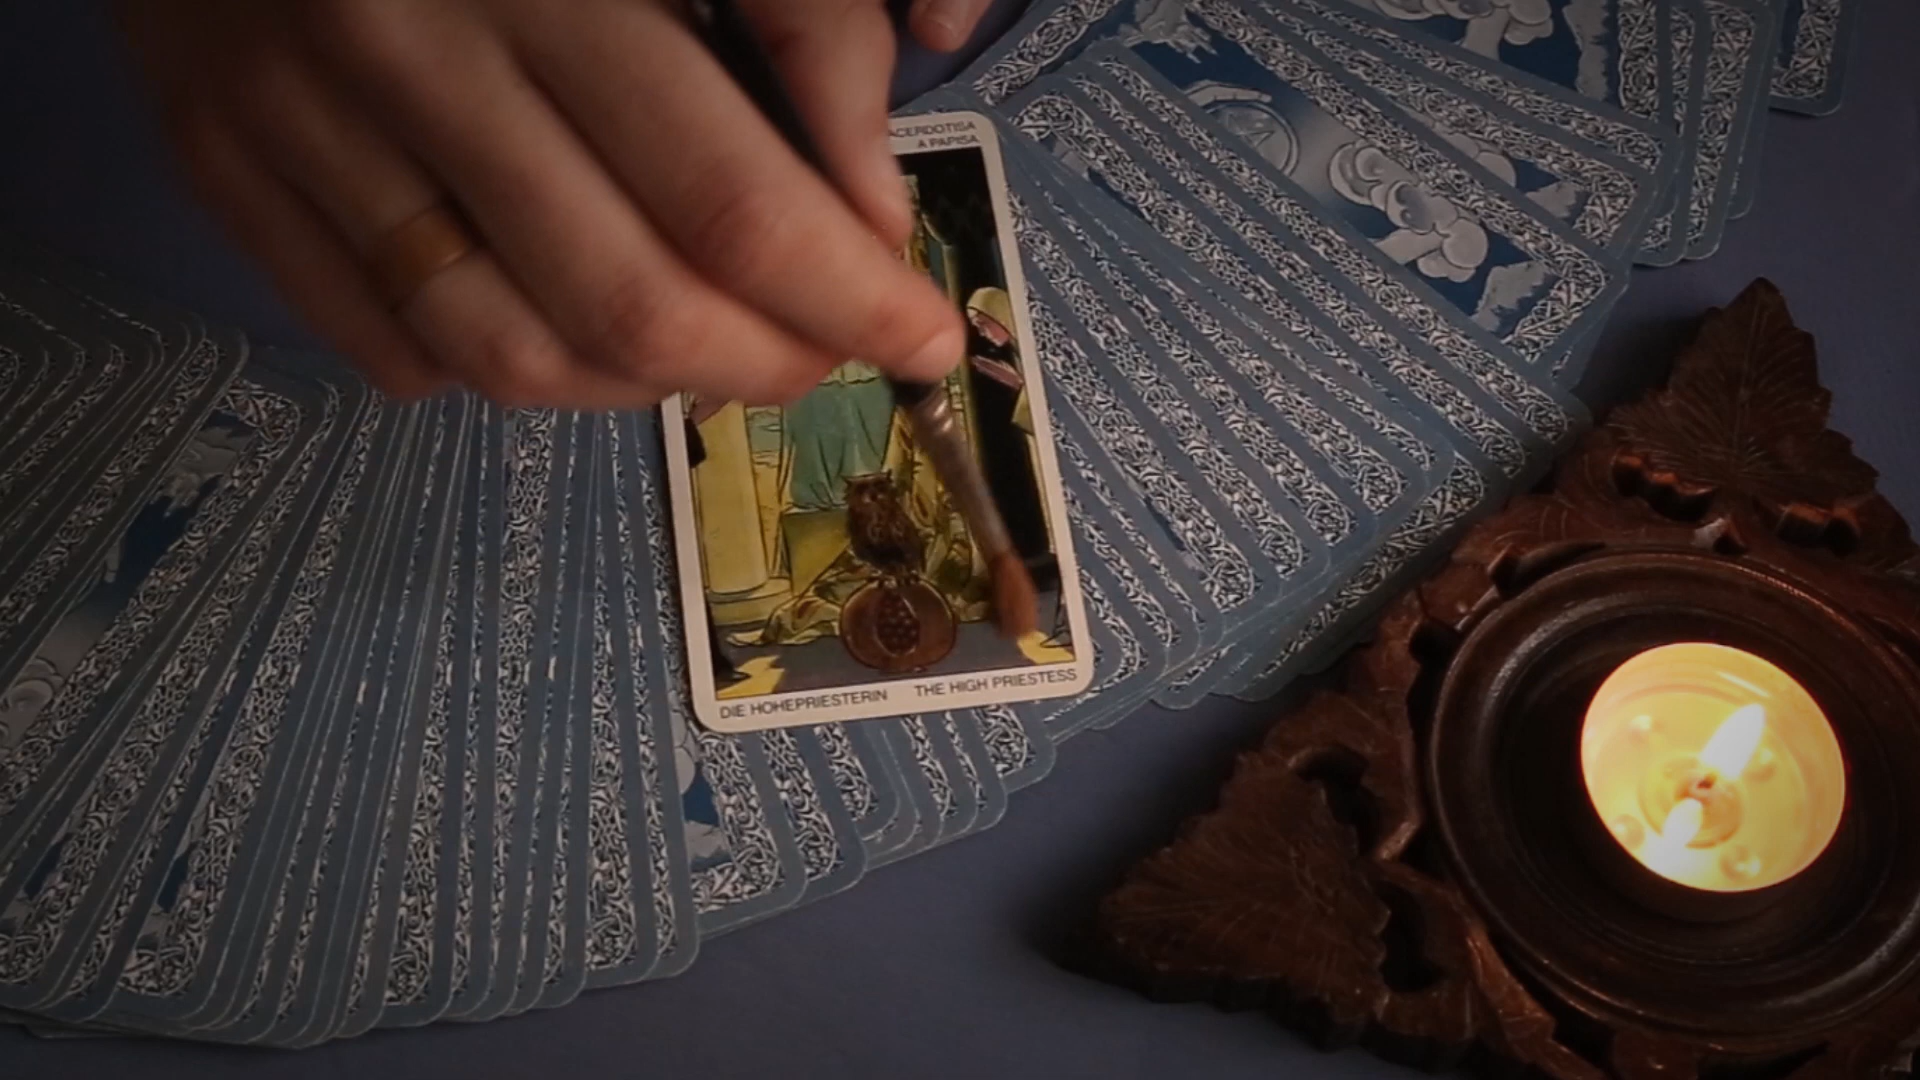 ACERDOTISA
A PAPISA
DIE HOHEPRIESTERIN THE HIGH PRIESTESS